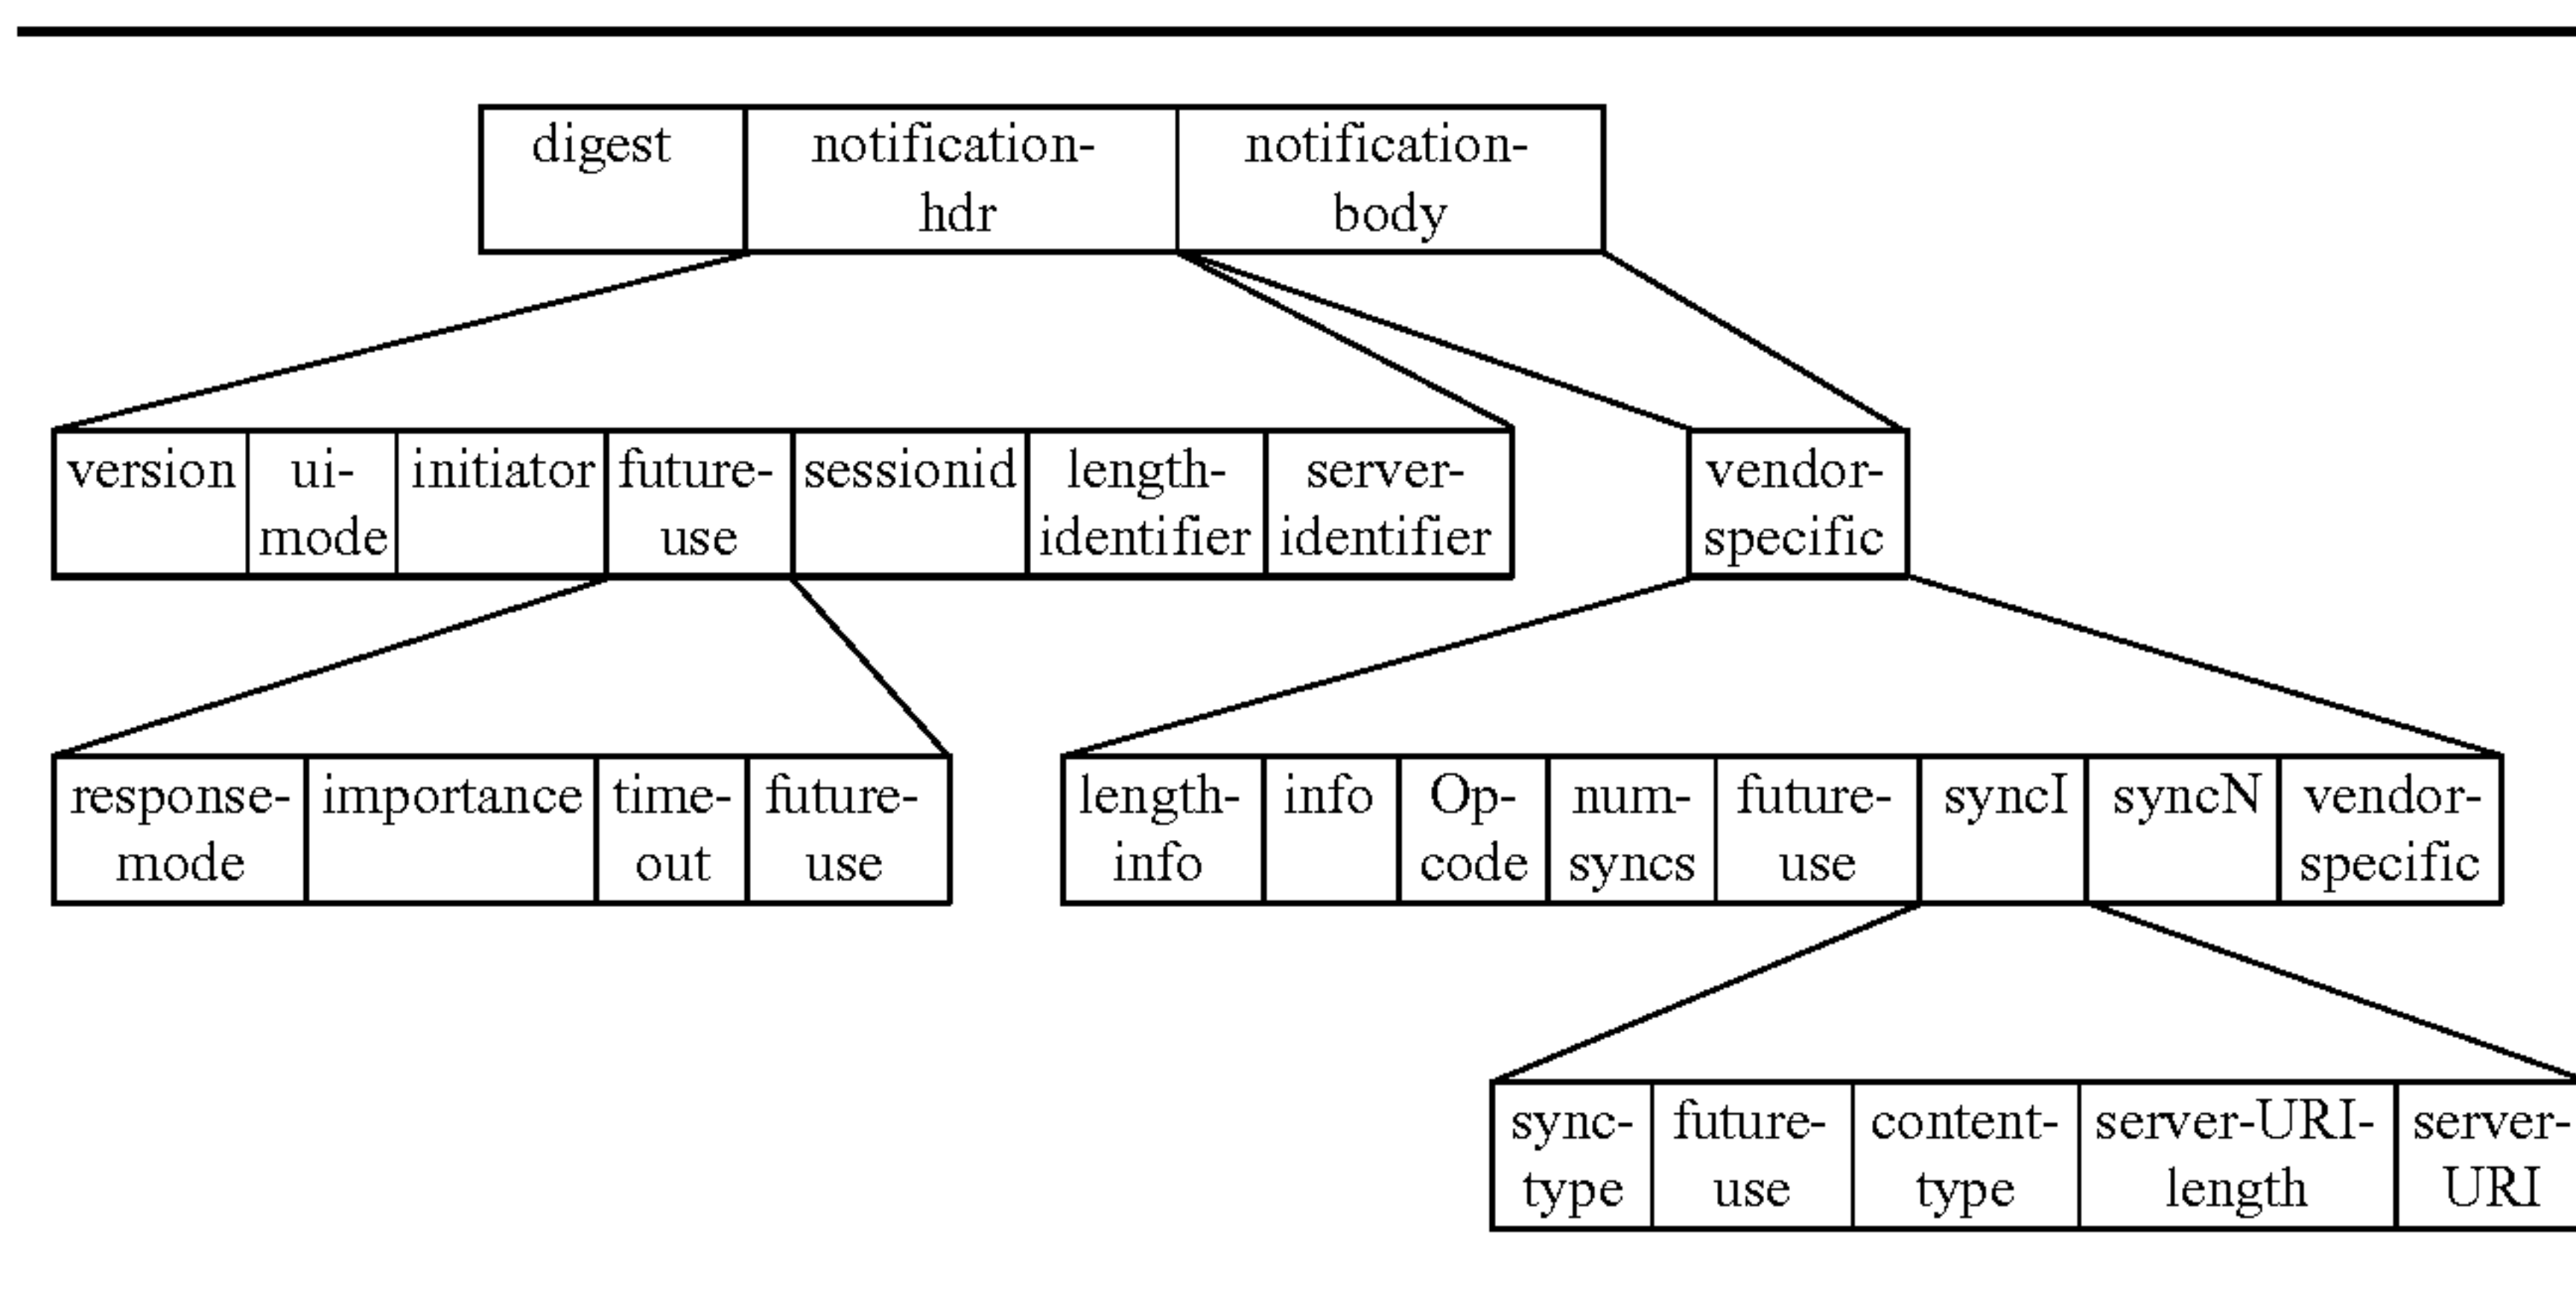 digest notification- notification-
hdr body
version ui- initiator future- sessionid length- server- vendor-
mode use identifier identifier specific
response- importance time- future- length- info Op- num- future- syncI syncN vendor-
mode out use info code syncs use specific
sync- future- content- server-URI- server-
type use type length URI